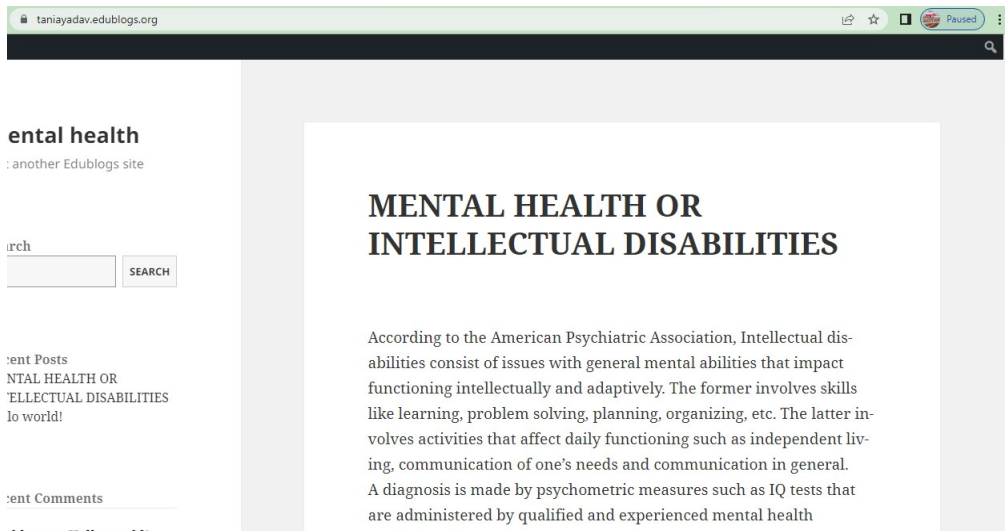 taniayadav.edublogs.org
Paused
ental health
another Edublogs site
arch
SEARCH
cent Posts
NTAL HEALTH OR
TELLECTUAL DISABILITIES
lo world!
cent Comments
MENTAL HEALTH OR
INTELLECTUAL DISABILITIES
According to the American Psychiatric Association, Intellectual dis-
abilities consist of issues with general mental abilities that impact
functioning intellectually and adaptively. The former involves skills
like learning, problem solving, planning, organizing, etc. The latter in-
volves activities that affect daily functioning such as independent liv-
ing, communication of one’s needs and communication in general.
A diagnosis is made by psychometric measures such as IQ tests that
are administered by qualified and experienced mental health